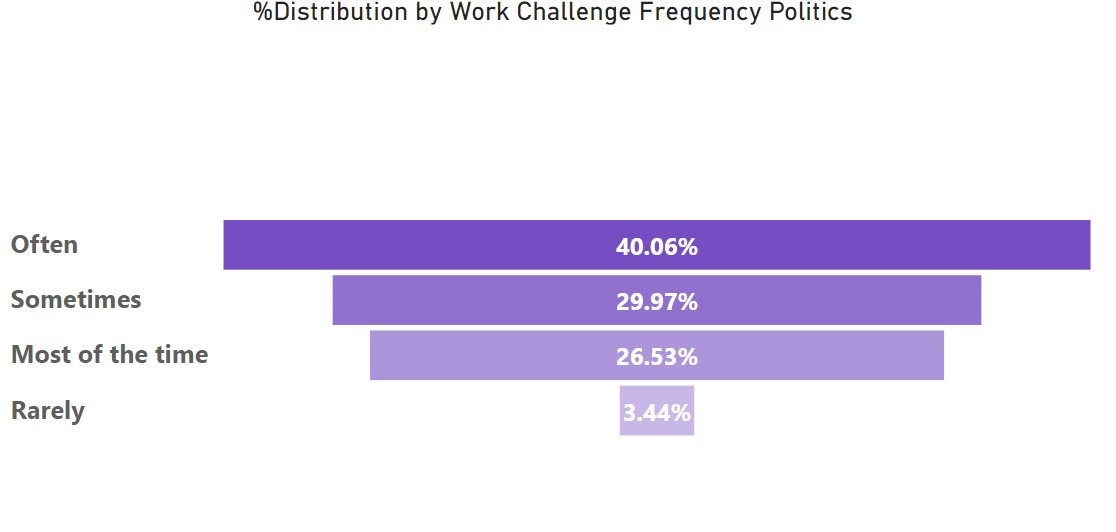 %Distribution by Work Challenge Frequency Politics
Often 40.06%
Sometimes 29.97%
Most of the time 26.53%
Rarely 3.44%